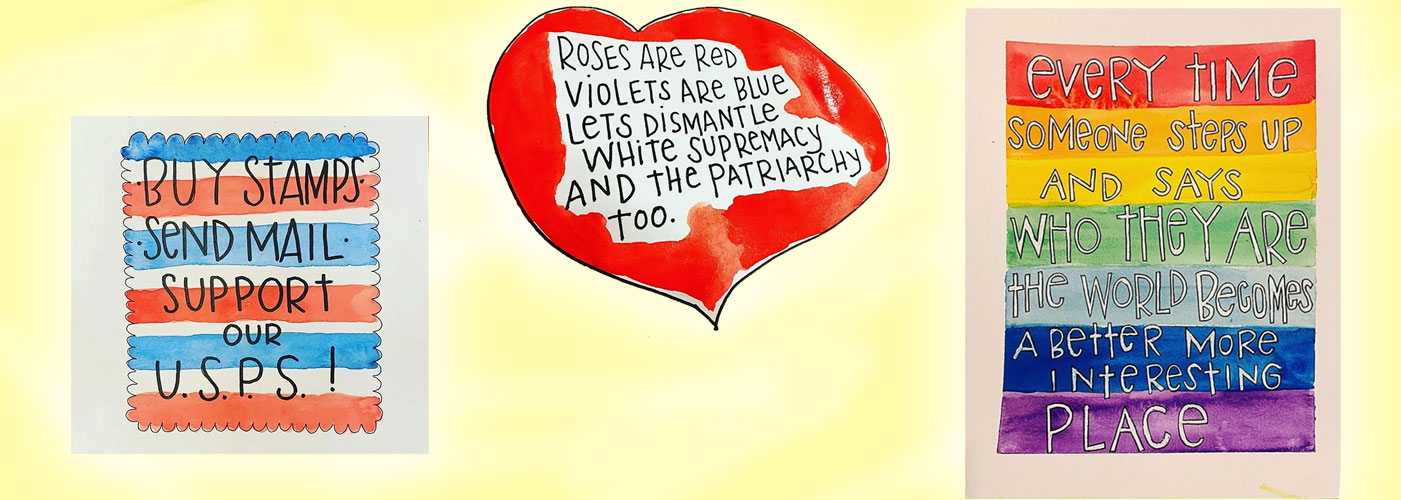 ·BUY STAMPS·
·SEND MAIL·
SUPPORT
OUR
U.S.P.S.!
ROSES ARE RED
VIOLETS ARE BLUE
LETS DISMANTLE
WHITE SUPREMACY
AND THE PATRIARCHY
TOO.
EVERY TIME
SOMEONE STEPS UP
AND SAYS
WHO THEY ARE
THE WORLD BECOMES
A BETTER MORE
INTERESTING
PLACE